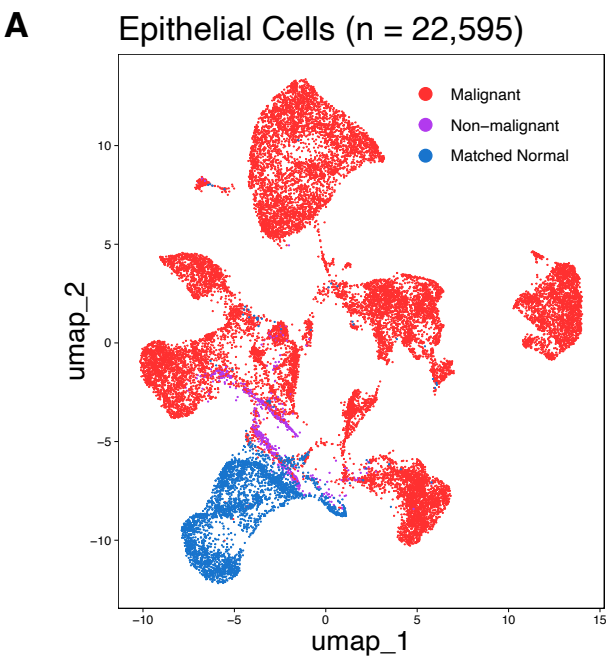 A
Epithelial Cells (n = 22,595)
Malignant
Non−malignant
Matched Normal
10
5
0
−5
−10
umap_2
−10
−5
0
5
10
15
umap_1